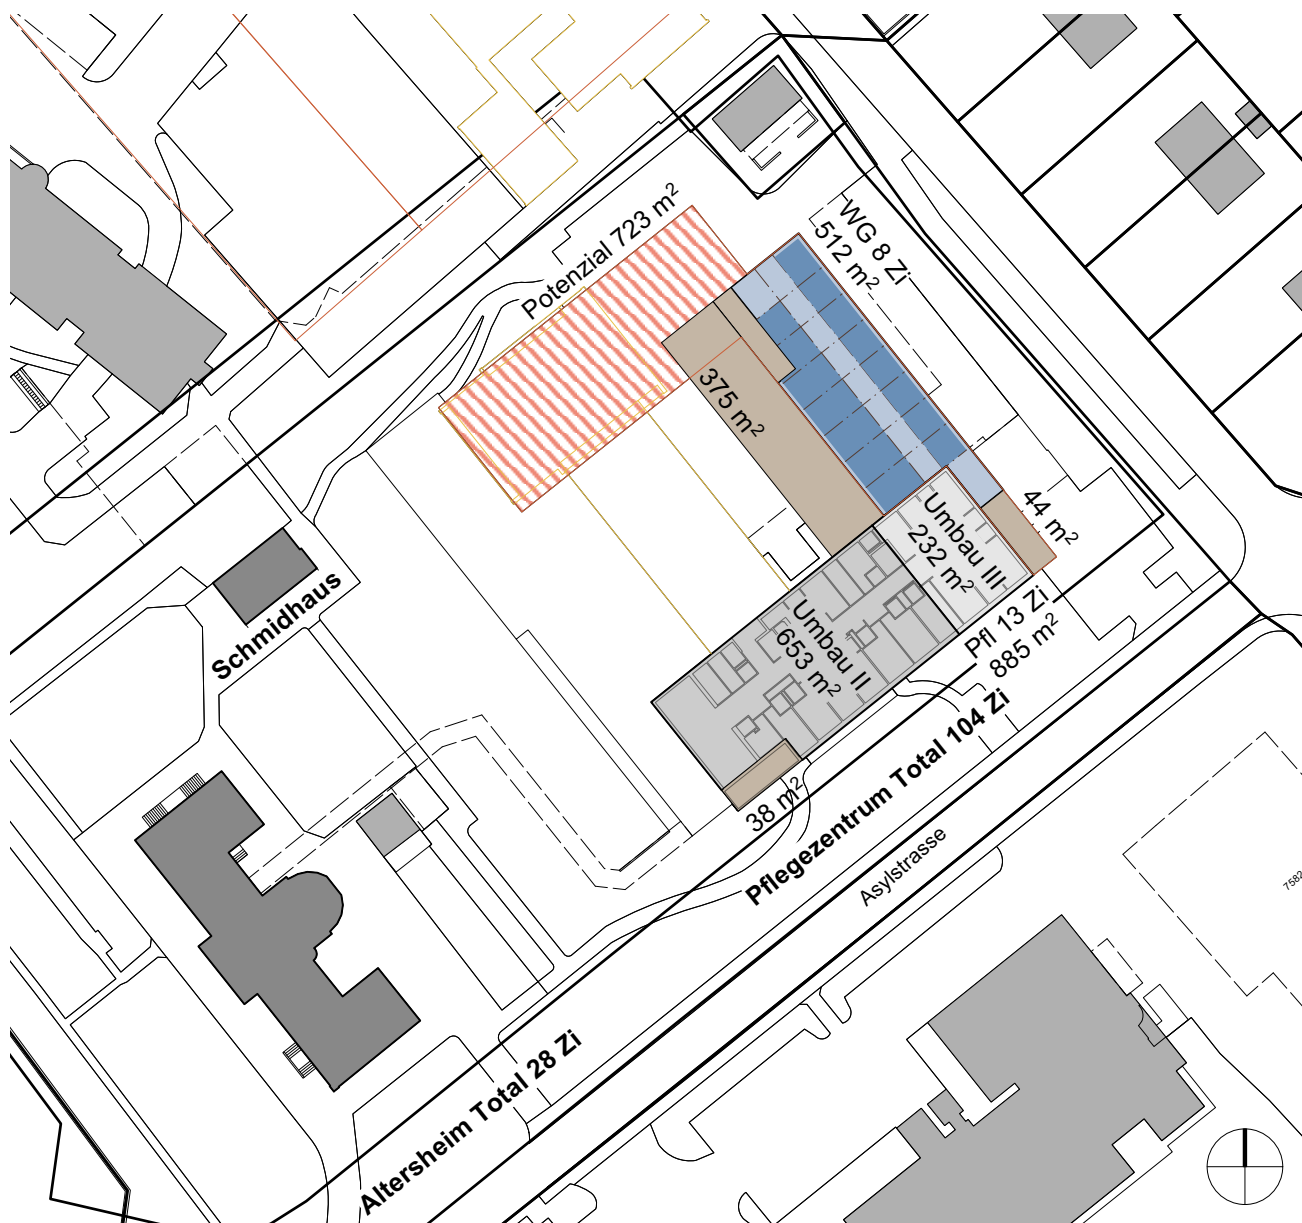 Potenzial 723 m²
WG 8 Zi
512 m²
375 m²
44 m²
Umbau III
232 m²
Umbau II
653 m²
Pfl 13 Zi
885 m²
38 m²
Schmidhaus
Pflegezentrum Total 104 Zi
Asylstrasse
Altersheim Total 28 Zi
7582